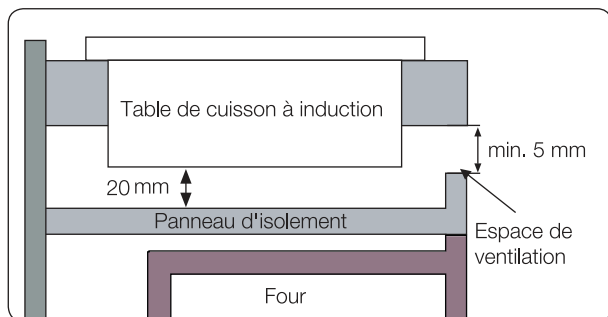 Table de cuisson à induction
min. 5 mm
20 mm
Panneau d'isolement
Espace de
ventilation
Four